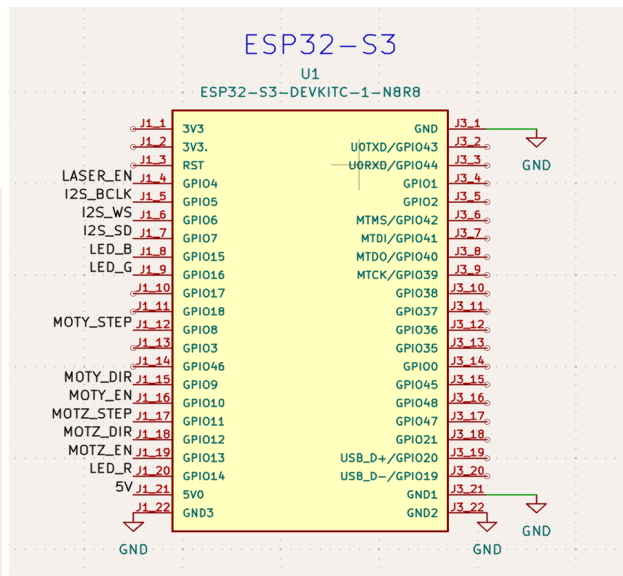 ESP32-S3
U1
ESP32-S3-DEVKITC-1-N8R8
J1_1 3V3 GND J3_1
J1_2 3V3. U0TXD/GPIO43 J3_2
J1_3 RST U0RXD/GPIO44 J3_3 GND
LASER_EN J1_4 GPIO4 GPIO1 J3_4
I2S_BCLK J1_5 GPIO5 GPIO2 J3_5
I2S_WS J1_6 GPIO6 MTMS/GPIO42 J3_6
I2S_SD J1_7 GPIO7 MTDI/GPIO41 J3_7
LED_B J1_8 GPIO15 MTDO/GPIO40 J3_8
LED_G J1_9 GPIO16 MTCK/GPIO39 J3_9
J1_10 GPIO17 GPIO38 J3_10
J1_11 GPIO18 GPIO37 J3_11
MOTY_STEP J1_12 GPIO8 GPIO36 J3_12
J1_13 GPIO3 GPIO35 J3_13
J1_14 GPIO46 GPIO0 J3_14
MOTY_DIR J1_15 GPIO9 GPIO45 J3_15
MOTY_EN J1_16 GPIO10 GPIO48 J3_16
MOTZ_STEP J1_17 GPIO11 GPIO47 J3_17
MOTZ_DIR J1_18 GPIO12 GPIO21 J3_18
MOTZ_EN J1_19 GPIO13 USB_D+/GPIO20 J3_19
LED_R J1_20 GPIO14 USB_D-/GPIO19 J3_20
5V J1_21 5V0 GND1 J3_21
J1_22 GND3 GND2 J3_22
GND
GND GND